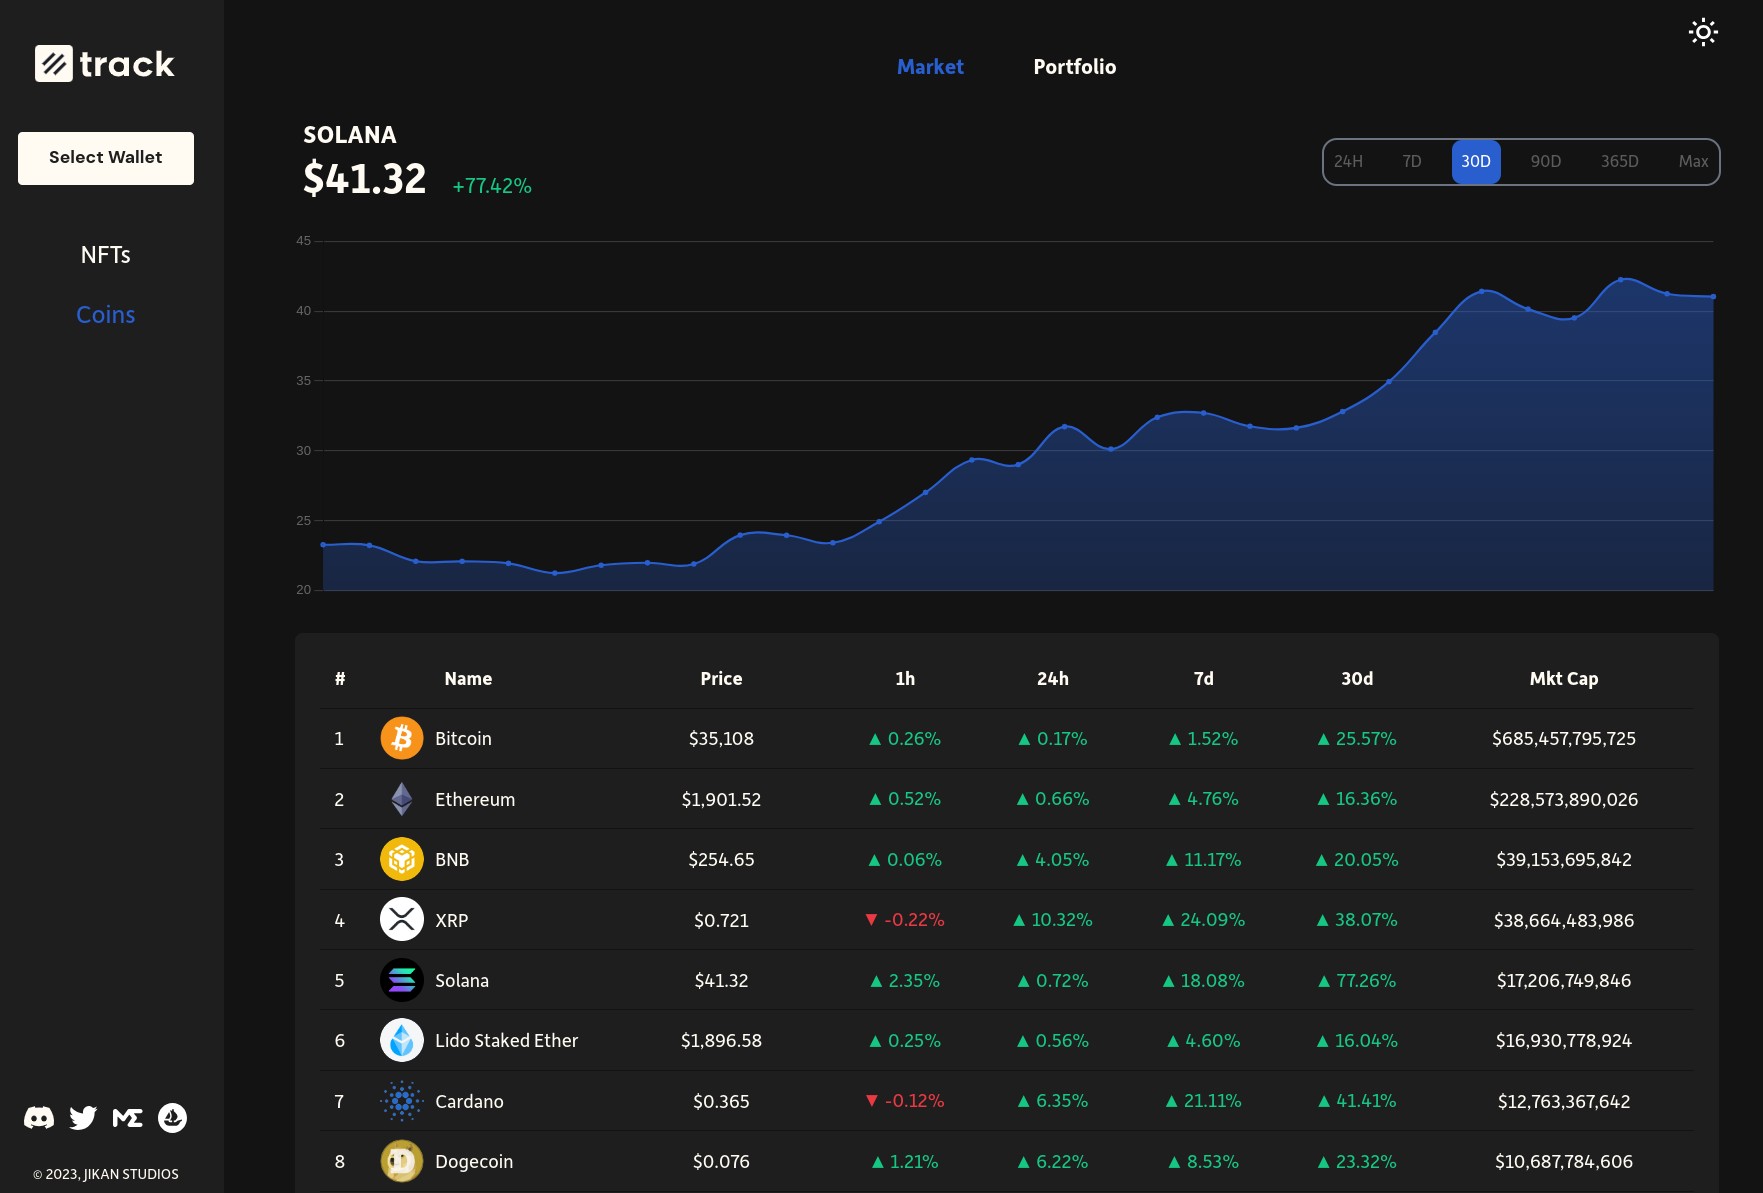 track
Select Wallet
NFTs
Coins
© 2023, JIKAN STUDIOS
Market Portfolio
SOLANA
$41.32 +77.42%
24H 7D 30D 90D 365D Max
45
40
35
30
25
20
# Name Price 1h 24h 7d 30d Mkt Cap
1 Bitcoin $35,108 ▲ 0.26% ▲ 0.17% ▲ 1.52% ▲ 25.57% $685,457,795,725
2 Ethereum $1,901.52 ▲ 0.52% ▲ 0.66% ▲ 4.76% ▲ 16.36% $228,573,890,026
3 BNB $254.65 ▲ 0.06% ▲ 4.05% ▲ 11.17% ▲ 20.05% $39,153,695,842
4 XRP $0.721 ▼ -0.22% ▲ 10.32% ▲ 24.09% ▲ 38.07% $38,664,483,986
5 Solana $41.32 ▲ 2.35% ▲ 0.72% ▲ 18.08% ▲ 77.26% $17,206,749,846
6 Lido Staked Ether $1,896.58 ▲ 0.25% ▲ 0.56% ▲ 4.60% ▲ 16.04% $16,930,778,924
7 Cardano $0.365 ▼ -0.12% ▲ 6.35% ▲ 21.11% ▲ 41.41% $12,763,367,642
8 Dogecoin $0.076 ▲ 1.21% ▲ 6.22% ▲ 8.53% ▲ 23.32% $10,687,784,606